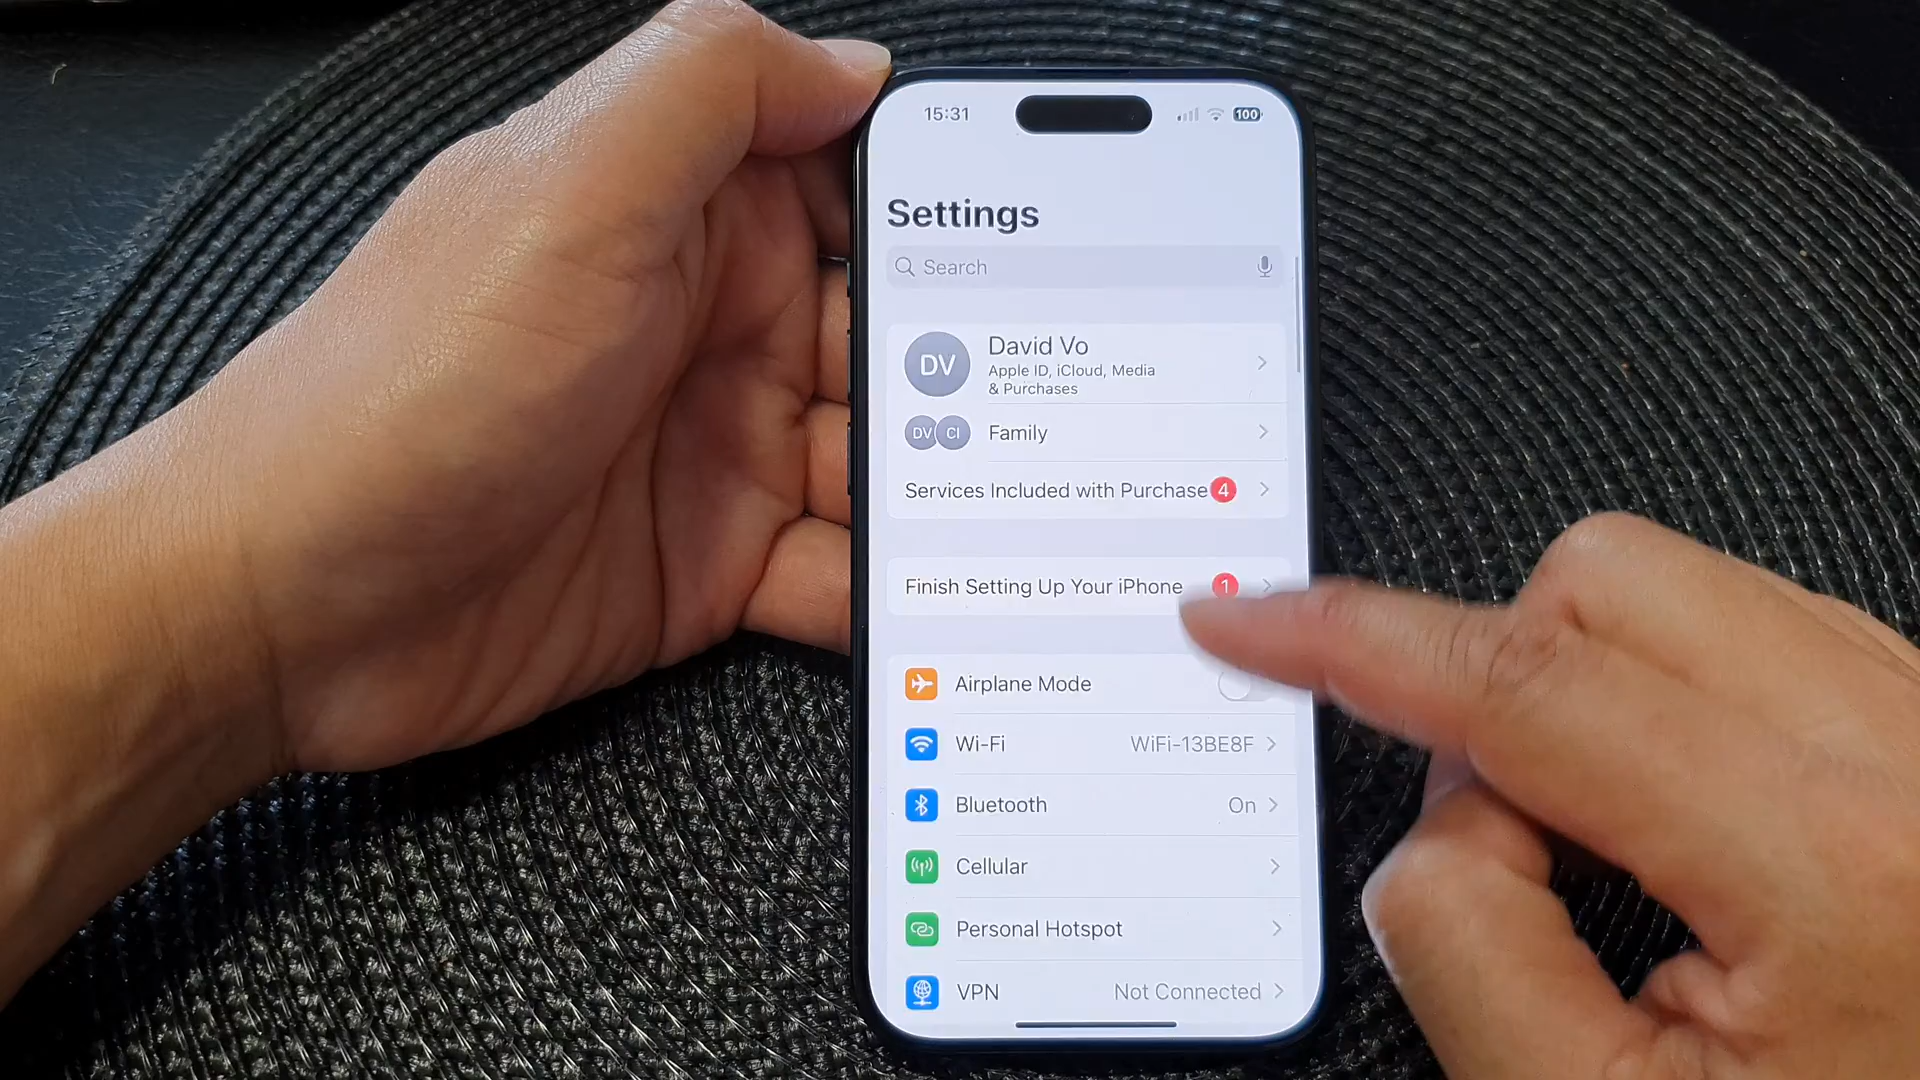 15:31
100
Settings
Search
DV
David Vo
Apple ID, iCloud, Media
& Purchases
DV CI
Family
Services Included with Purchase 4
Finish Setting Up Your iPhone 1
Airplane Mode
Wi-Fi WiFi-13BE8F
Bluetooth On
Cellular
Personal Hotspot
VPN Not Connected